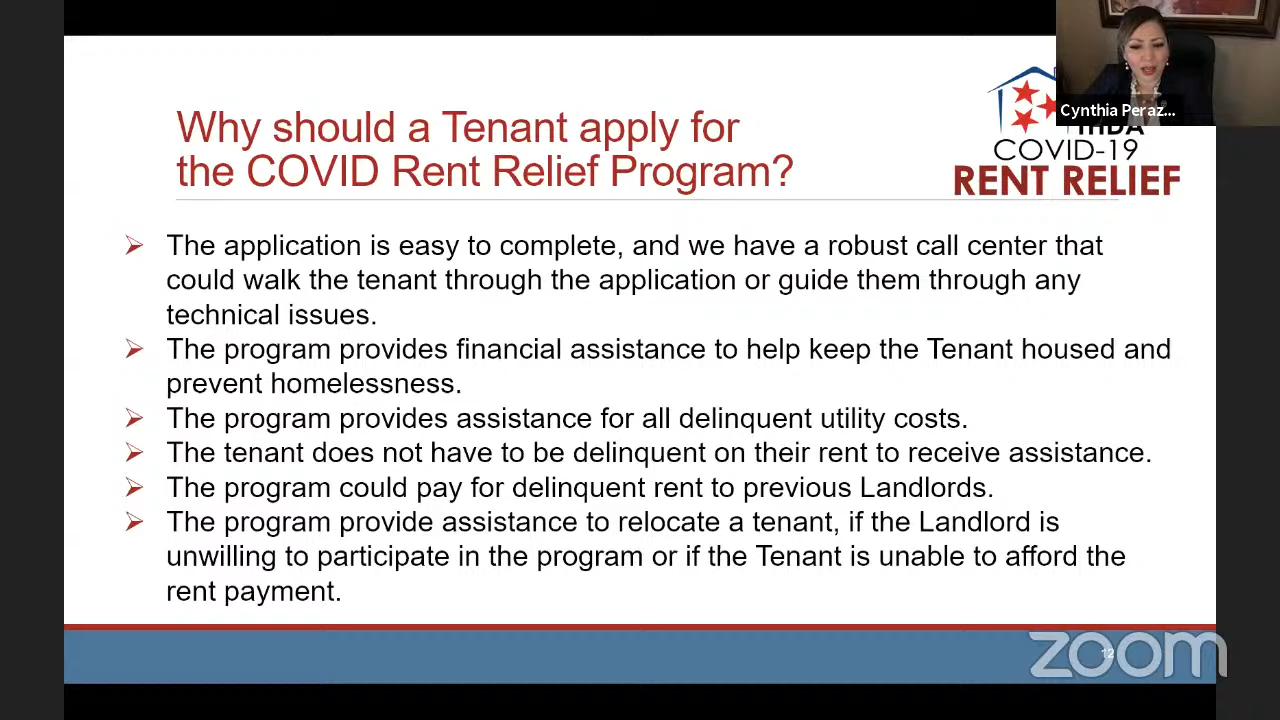 Cynthia Peraz...
Why should a Tenant apply for
the COVID Rent Relief Program?
THDA
COVID-19
RENT RELIEF
➢ The application is easy to complete, and we have a robust call center that
could walk the tenant through the application or guide them through any
technical issues.
➢ The program provides financial assistance to help keep the Tenant housed and
prevent homelessness.
➢ The program provides assistance for all delinquent utility costs.
➢ The tenant does not have to be delinquent on their rent to receive assistance.
➢ The program could pay for delinquent rent to previous Landlords.
➢ The program provide assistance to relocate a tenant, if the Landlord is
unwilling to participate in the program or if the Tenant is unable to afford the
rent payment.
12
zoom